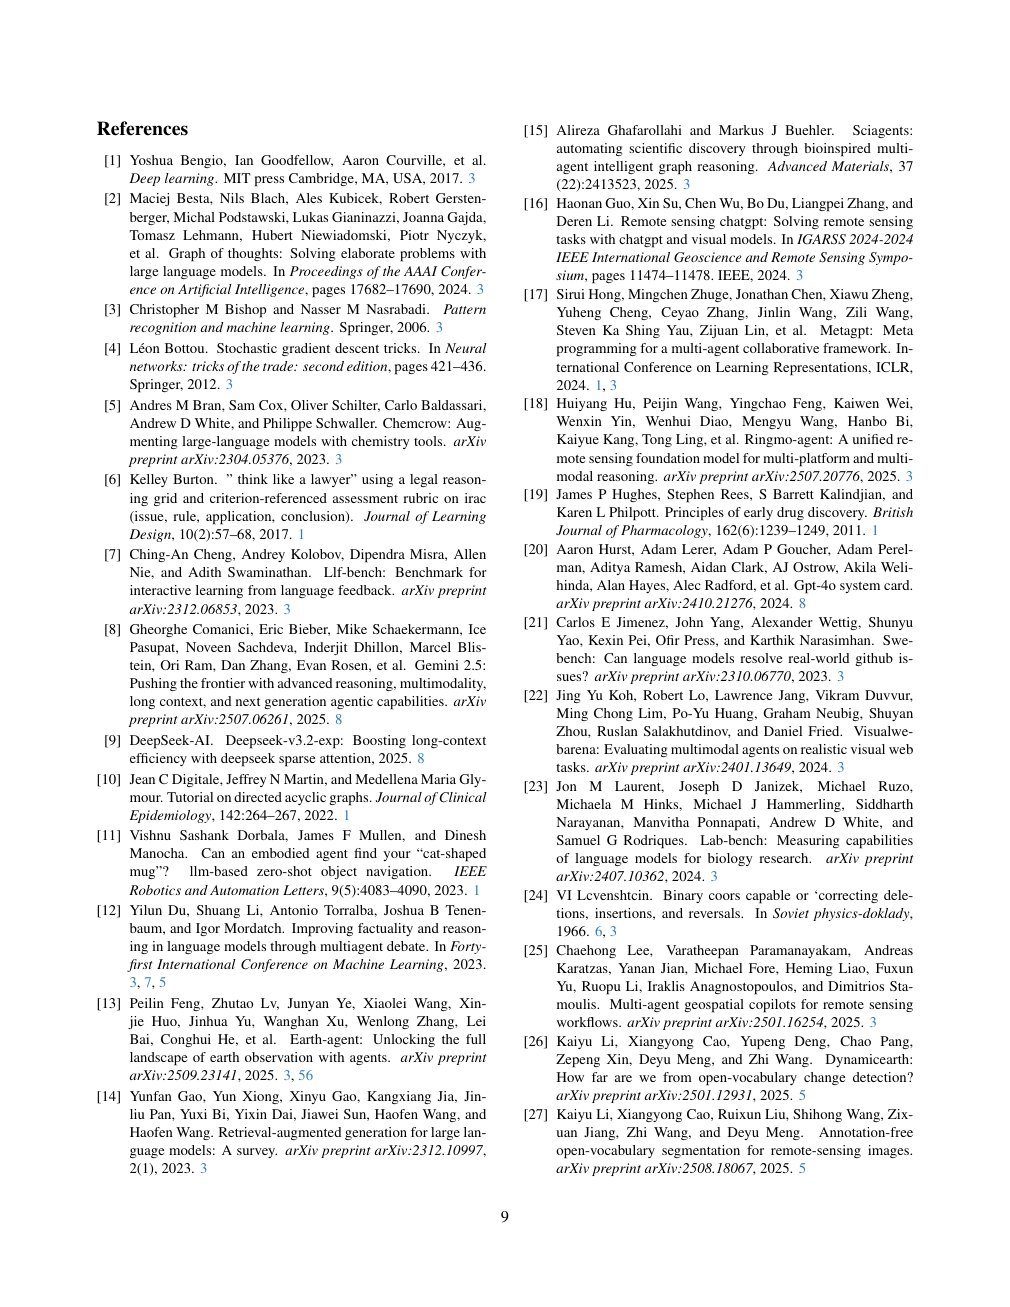 References
[1] Yoshua Bengio, Ian Goodfellow, Aaron Courville, et al.
Deep learning. MIT press Cambridge, MA, USA, 2017. 3
[2] Maciej Besta, Nils Blach, Ales Kubicek, Robert Gersten-
berger, Michal Podstawski, Lukas Gianinazzi, Joanna Gajda,
Tomasz Lehmann, Hubert Niewiadomski, Piotr Nyczyk,
et al. Graph of thoughts: Solving elaborate problems with
large language models. In Proceedings of the AAAI Confer-
ence on Artificial Intelligence, pages 17682–17690, 2024. 3
[3] Christopher M Bishop and Nasser M Nasrabadi. Pattern
recognition and machine learning. Springer, 2006. 3
[4] Léon Bottou. Stochastic gradient descent tricks. In Neural
networks: tricks of the trade: second edition, pages 421–436.
Springer, 2012. 3
[5] Andres M Bran, Sam Cox, Oliver Schilter, Carlo Baldassari,
Andrew D White, and Philippe Schwaller. Chemcrow: Aug-
menting large-language models with chemistry tools. arXiv
preprint arXiv:2304.05376, 2023. 3
[6] Kelley Burton. ” think like a lawyer” using a legal reason-
ing grid and criterion-referenced assessment rubric on irac
(issue, rule, application, conclusion). Journal of Learning
Design, 10(2):57–68, 2017. 1
[7] Ching-An Cheng, Andrey Kolobov, Dipendra Misra, Allen
Nie, and Adith Swaminathan. Llf-bench: Benchmark for
interactive learning from language feedback. arXiv preprint
arXiv:2312.06853, 2023. 3
[8] Gheorghe Comanici, Eric Bieber, Mike Schaekermann, Ice
Pasupat, Noveen Sachdeva, Inderjit Dhillon, Marcel Blis-
tein, Ori Ram, Dan Zhang, Evan Rosen, et al. Gemini 2.5:
Pushing the frontier with advanced reasoning, multimodality,
long context, and next generation agentic capabilities. arXiv
preprint arXiv:2507.06261, 2025. 8
[9] DeepSeek-AI. Deepseek-v3.2-exp: Boosting long-context
efficiency with deepseek sparse attention, 2025. 8
[10] Jean C Digitale, Jeffrey N Martin, and Medellena Maria Gly-
mour. Tutorial on directed acyclic graphs. Journal of Clinical
Epidemiology, 142:264–267, 2022. 1
[11] Vishnu Sashank Dorbala, James F Mullen, and Dinesh
Manocha. Can an embodied agent find your “cat-shaped
mug”? llm-based zero-shot object navigation. IEEE
Robotics and Automation Letters, 9(5):4083–4090, 2023. 1
[12] Yilun Du, Shuang Li, Antonio Torralba, Joshua B Tenen-
baum, and Igor Mordatch. Improving factuality and reason-
ing in language models through multiagent debate. In Forty-
first International Conference on Machine Learning, 2023.
3, 7, 5
[13] Peilin Feng, Zhutao Lv, Junyan Ye, Xiaolei Wang, Xin-
jie Huo, Jinhua Yu, Wanghan Xu, Wenlong Zhang, Lei
Bai, Conghui He, et al. Earth-agent: Unlocking the full
landscape of earth observation with agents. arXiv preprint
arXiv:2509.23141, 2025. 3, 56
[14] Yunfan Gao, Yun Xiong, Xinyu Gao, Kangxiang Jia, Jin-
liu Pan, Yuxi Bi, Yixin Dai, Jiawei Sun, Haofen Wang, and
Haofen Wang. Retrieval-augmented generation for large lan-
guage models: A survey. arXiv preprint arXiv:2312.10997,
2(1), 2023. 3
[15] Alireza Ghafarollahi and Markus J Buehler. Sciagents:
automating scientific discovery through bioinspired multi-
agent intelligent graph reasoning. Advanced Materials, 37
(22):2413523, 2025. 3
[16] Haonan Guo, Xin Su, Chen Wu, Bo Du, Liangpei Zhang, and
Deren Li. Remote sensing chatgpt: Solving remote sensing
tasks with chatgpt and visual models. In IGARSS 2024-2024
IEEE International Geoscience and Remote Sensing Sympo-
sium, pages 11474–11478. IEEE, 2024. 3
[17] Sirui Hong, Mingchen Zhuge, Jonathan Chen, Xiawu Zheng,
Yuheng Cheng, Ceyao Zhang, Jinlin Wang, Zili Wang,
Steven Ka Shing Yau, Zijuan Lin, et al. Metagpt: Meta
programming for a multi-agent collaborative framework. In-
ternational Conference on Learning Representations, ICLR,
2024. 1, 3
[18] Huiyang Hu, Peijin Wang, Yingchao Feng, Kaiwen Wei,
Wenxin Yin, Wenhui Diao, Mengyu Wang, Hanbo Bi,
Kaiyue Kang, Tong Ling, et al. Ringmo-agent: A unified re-
mote sensing foundation model for multi-platform and multi-
modal reasoning. arXiv preprint arXiv:2507.20776, 2025. 3
[19] James P Hughes, Stephen Rees, S Barrett Kalindjian, and
Karen L Philpott. Principles of early drug discovery. British
Journal of Pharmacology, 162(6):1239–1249, 2011. 1
[20] Aaron Hurst, Adam Lerer, Adam P Goucher, Adam Perel-
man, Aditya Ramesh, Aidan Clark, AJ Ostrow, Akila Weli-
hinda, Alan Hayes, Alec Radford, et al. Gpt-4o system card.
arXiv preprint arXiv:2410.21276, 2024. 8
[21] Carlos E Jimenez, John Yang, Alexander Wettig, Shunyu
Yao, Kexin Pei, Ofir Press, and Karthik Narasimhan. Swe-
bench: Can language models resolve real-world github is-
sues? arXiv preprint arXiv:2310.06770, 2023. 3
[22] Jing Yu Koh, Robert Lo, Lawrence Jang, Vikram Duvvur,
Ming Chong Lim, Po-Yu Huang, Graham Neubig, Shuyan
Zhou, Ruslan Salakhutdinov, and Daniel Fried. Visualwe-
barena: Evaluating multimodal agents on realistic visual web
tasks. arXiv preprint arXiv:2401.13649, 2024. 3
[23] Jon M Laurent, Joseph D Janizek, Michael Ruzo,
Michaela M Hinks, Michael J Hammerling, Siddharth
Narayanan, Manvitha Ponnapati, Andrew D White, and
Samuel G Rodriques. Lab-bench: Measuring capabilities
of language models for biology research. arXiv preprint
arXiv:2407.10362, 2024. 3
[24] VI Lcvenshtcin. Binary coors capable or ‘correcting dele-
tions, insertions, and reversals. In Soviet physics-doklady,
1966. 6, 3
[25] Chaehong Lee, Varatheepan Paramanayakam, Andreas
Karatzas, Yanan Jian, Michael Fore, Heming Liao, Fuxun
Yu, Ruopu Li, Iraklis Anagnostopoulos, and Dimitrios Sta-
moulis. Multi-agent geospatial copilots for remote sensing
workflows. arXiv preprint arXiv:2501.16254, 2025. 3
[26] Kaiyu Li, Xiangyong Cao, Yupeng Deng, Chao Pang,
Zepeng Xin, Deyu Meng, and Zhi Wang. Dynamicearth:
How far are we from open-vocabulary change detection?
arXiv preprint arXiv:2501.12931, 2025. 5
[27] Kaiyu Li, Xiangyong Cao, Ruixun Liu, Shihong Wang, Zix-
uan Jiang, Zhi Wang, and Deyu Meng. Annotation-free
open-vocabulary segmentation for remote-sensing images.
arXiv preprint arXiv:2508.18067, 2025. 5
9